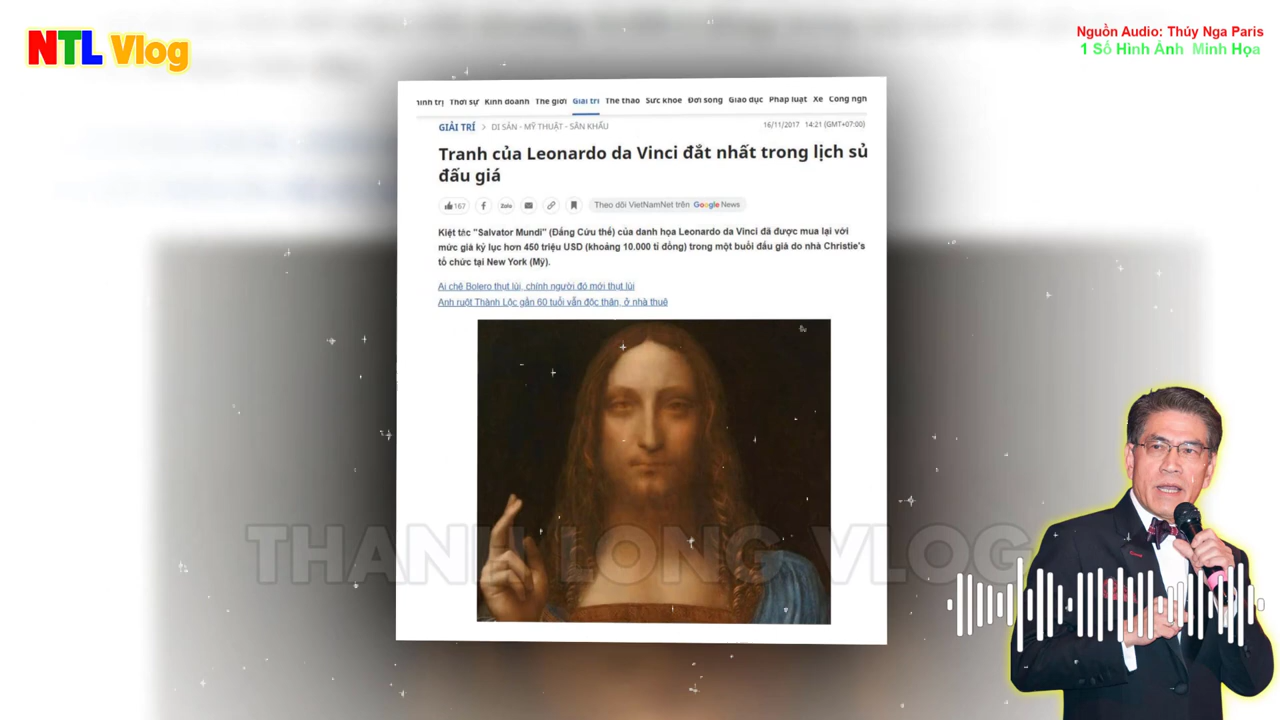 NTL Vlog
Nguồn Audio: Thúy Nga Paris
1 Số Hình Ảnh Minh Họa
hính trị Thời sự Kinh doanh Thế giới Giải trí Thể thao Sức khỏe Đời sống Giáo dục Pháp luật Xe Công ngh
GIẢI TRÍ > DI SẢN - MỸ THUẬT - SÂN KHẤU
16/11/2017 14:21 (GMT+07:00)
Tranh của Leonardo da Vinci đắt nhất trong lịch sử
đấu giá
167
Zalo
Theo dõi VietNamNet trên Google News
Kiệt tác "Salvator Mundi" (Đấng Cứu thế) của danh họa Leonardo da Vinci đã được mua lại với
mức giá kỷ lục hơn 450 triệu USD (khoảng 10.000 tỉ đồng) trong một buổi đấu giá do nhà Christie's
tổ chức tại New York (Mỹ).
Ai chê Bolero thụt lùi, chính người đó mới thụt lùi
Anh ruột Thành Lộc gần 60 tuổi vẫn độc thân, ở nhà thuê
THANH LONG VLOG